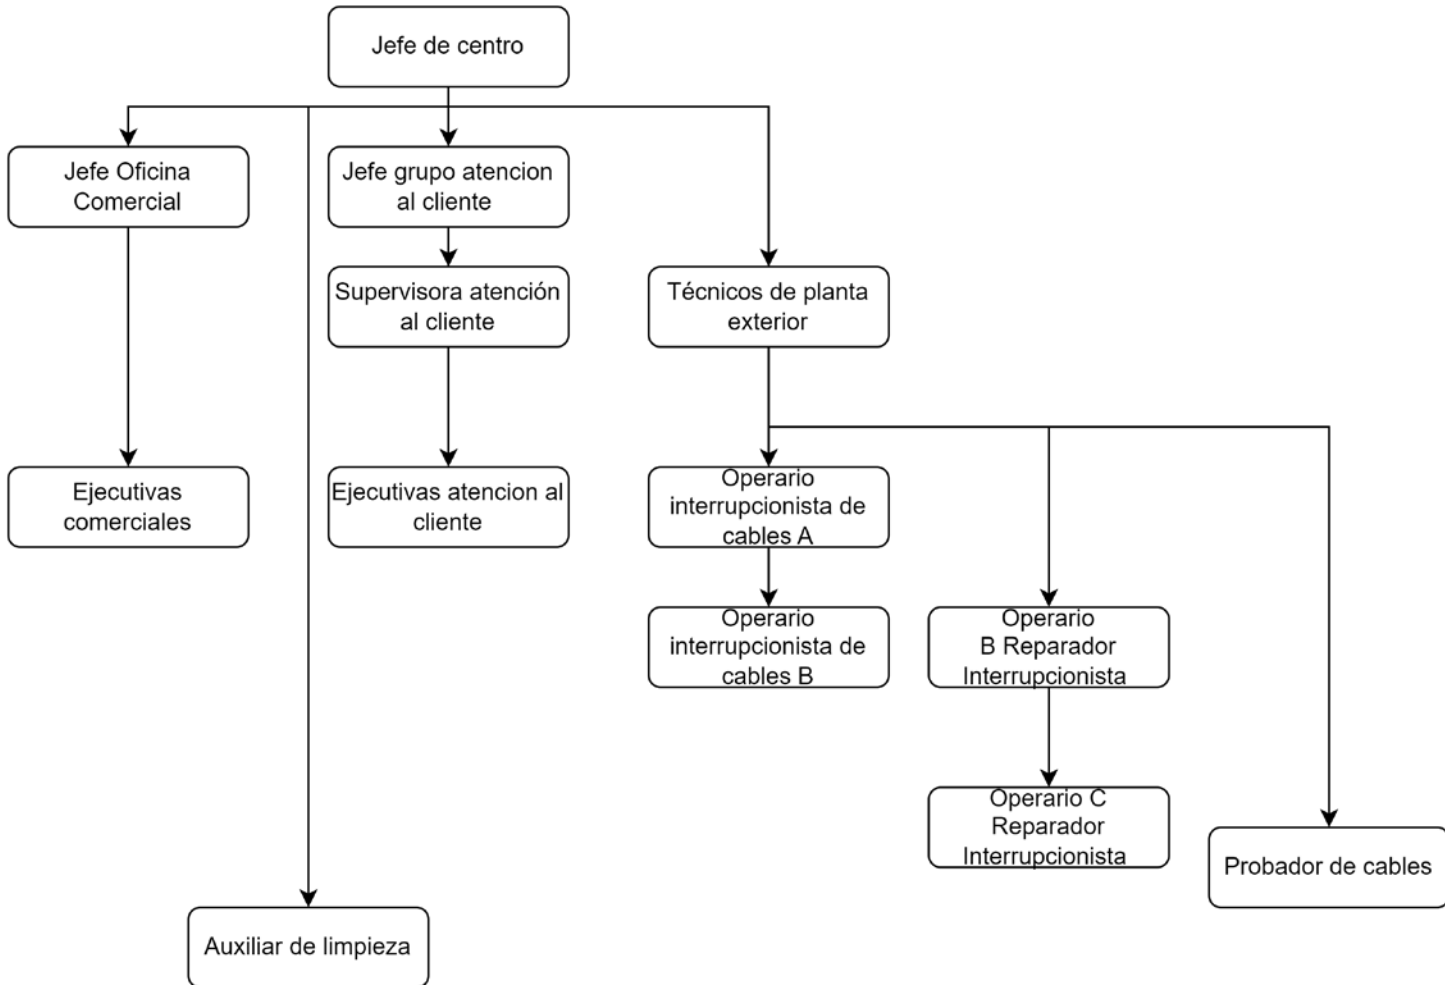 Jefe de centro
Jefe Oficina
Comercial
Jefe grupo atencion
al cliente
Supervisora atención
al cliente
Técnicos de planta
exterior
Ejecutivas
comerciales
Ejecutivas atencion al
cliente
Operario
interrupcionista de
cables A
Operario
interrupcionista de
cables B
Operario
B Reparador
Interrupcionista
Operario C
Reparador
Interrupcionista
Probador de cables
Auxiliar de limpieza